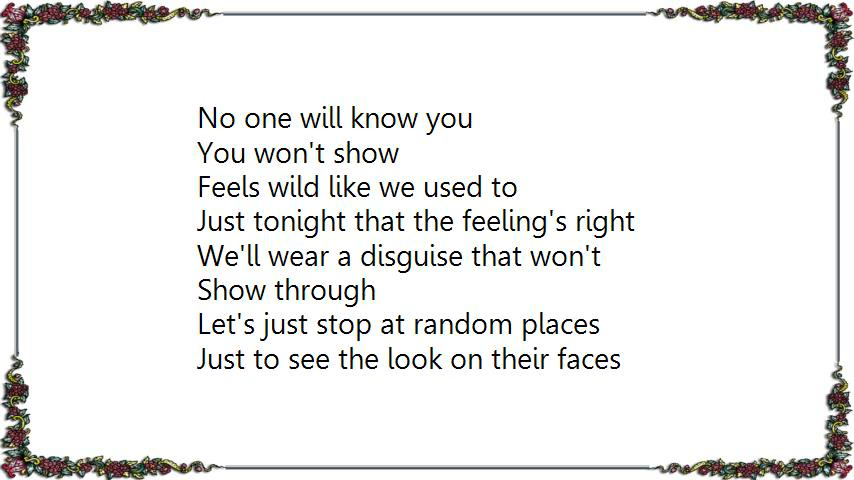 No one will know you
You won't show
Feels wild like we used to
Just tonight that the feeling's right
We'll wear a disguise that won't
Show through
Let's just stop at random places
Just to see the look on their faces